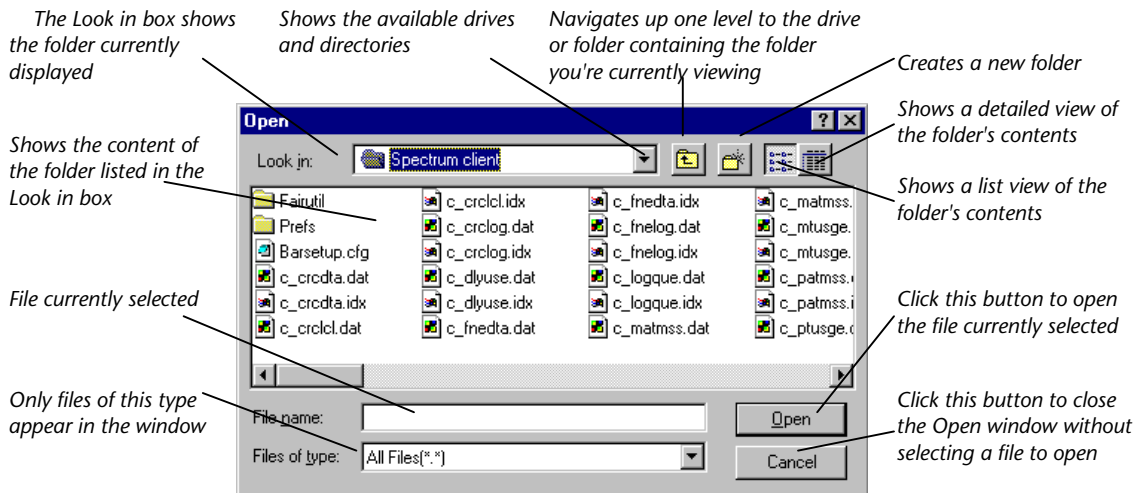 The Look in box shows
the folder currently
displayed
Shows the available drives
and directories
Navigates up one level to the drive
or folder containing the folder
you're currently viewing
Creates a new folder
Shows a detailed view of
the folder's contents
Shows a list view of the
folder's contents
Shows the content of
the folder listed in the
Look in box
File currently selected
Only files of this type
appear in the window
Click this button to open
the file currently selected
Click this button to close
the Open window without
selecting a file to open
Open
Look in:
Spectrum client
Fairutil
Prefs
Barsetup.cfg
c_crcdta.dat
c_crcdta.idx
c_crclcl.dat
c_crclcl.idx
c_crclog.dat
c_crclog.idx
c_dlyuse.dat
c_dlyuse.idx
c_fnedta.dat
c_fnedta.idx
c_fnelog.dat
c_fnelog.idx
c_logque.dat
c_logque.idx
c_matmss.dat
c_matmss.
c_mtusge.
c_mtusge.
c_patmss.
c_patmss.i
c_ptusge.
File name:
Open
Files of type:
All Files(*.*)
Cancel